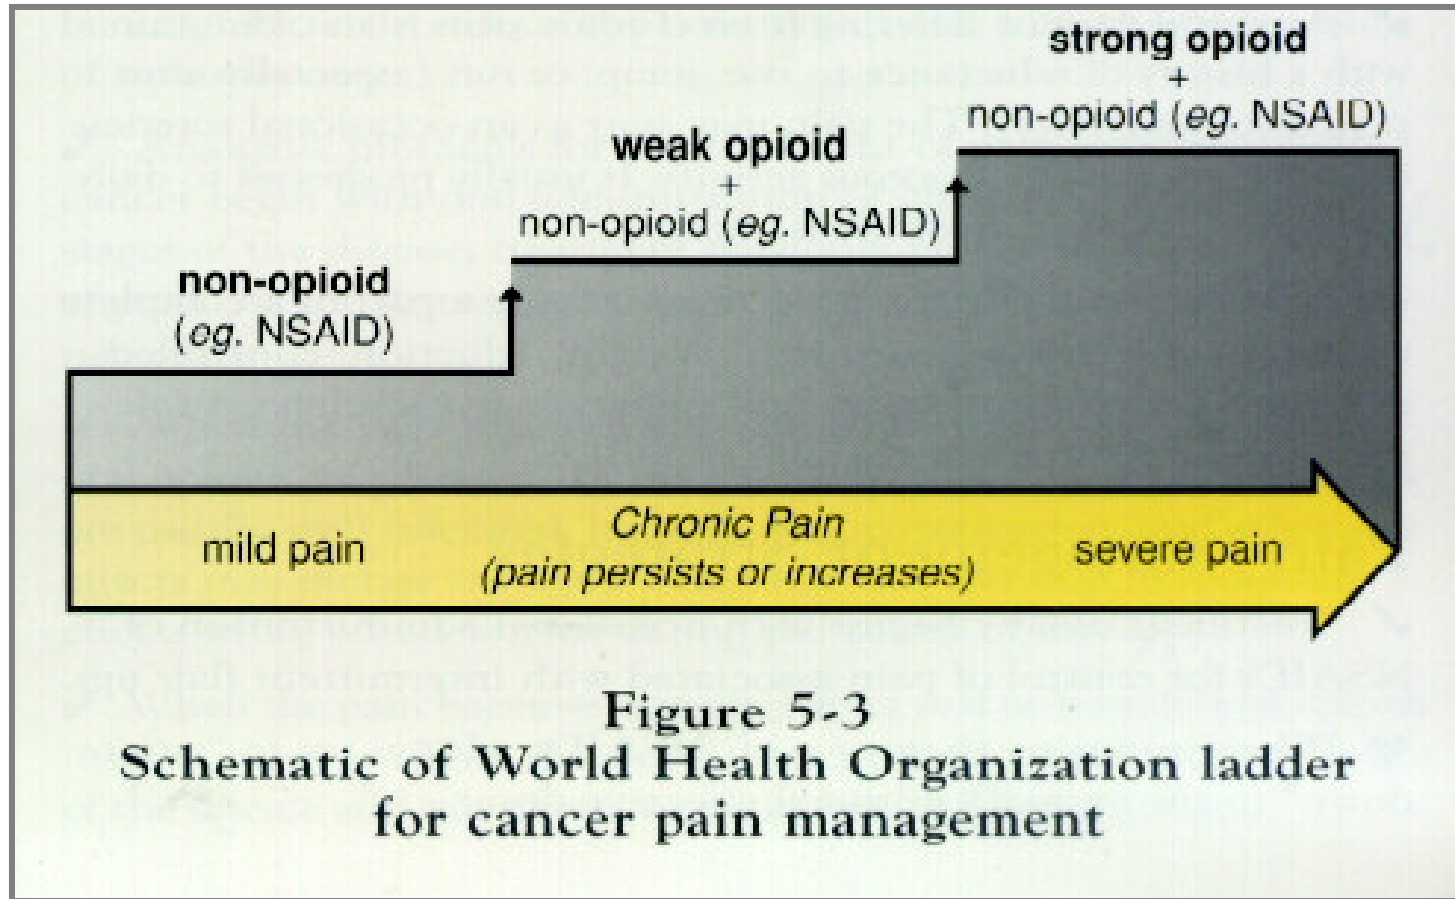 strong opioid
+
non-opioid (eg. NSAID)
weak opioid
+
non-opioid (eg. NSAID)
non-opioid
(eg. NSAID)
mild pain
Chronic Pain
(pain persists or increases)
severe pain
Figure 5-3
Schematic of World Health Organization ladder
for cancer pain management